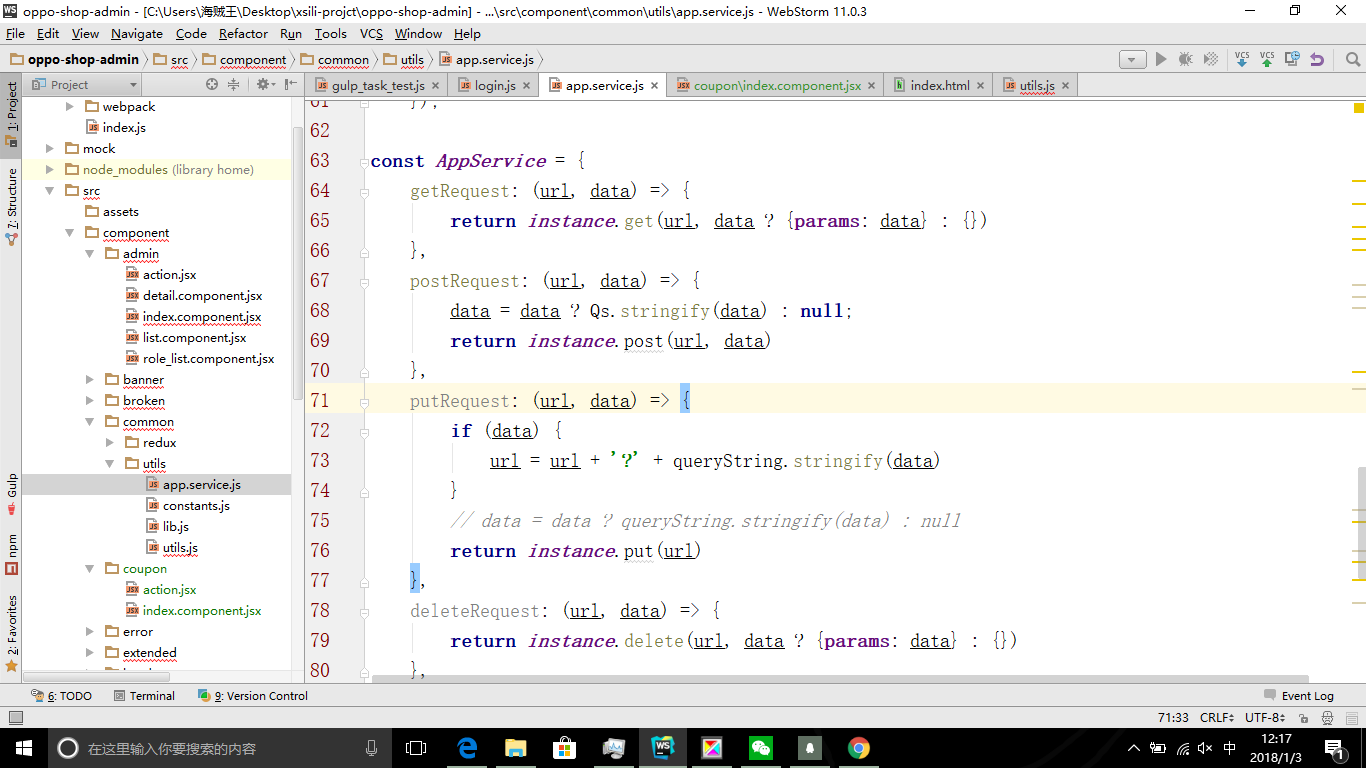 oppo-shop-admin - [C:\Users\海贼王\Desktop\xsili-projct\oppo-shop-admin] - ...\src\component\common\utils\app.service.js - WebStorm 11.0.3
File Edit View Navigate Code Refactor Run Tools VCS Window Help
oppo-shop-admin src component common utils app.service.js
VCS VCS
Project
gulp_task_test.js login.js app.service.js coupon\index.component.jsx index.html utils.js
1: Project
7: Structure
Gulp
npm
2: Favorites
webpack
index.js
mock
node_modules (library home)
src
assets
component
admin
action.jsx
detail.component.jsx
index.component.jsx
list.component.jsx
role_list.component.jsx
banner
broken
common
redux
utils
app.service.js
constants.js
lib.js
utils.js
coupon
action.jsx
index.component.jsx
error
extended
61 });
62
63 const AppService = {
64 getRequest: (url, data) => {
65 return instance.get(url, data ? {params: data} : {})
66 },
67 postRequest: (url, data) => {
68 data = data ? Qs.stringify(data) : null;
69 return instance.post(url, data)
70 },
71 putRequest: (url, data) => {
72 if (data) {
73 url = url + '?' + queryString.stringify(data)
74 }
75 // data = data ? queryString.stringify(data) : null
76 return instance.put(url)
77 },
78 deleteRequest: (url, data) => {
79 return instance.delete(url, data ? {params: data} : {})
80 },
6: TODO Terminal 9: Version Control Event Log
71:33 CRLF UTF-8
在这里输入你要搜索的内容
中
12:17
2018/1/3
1